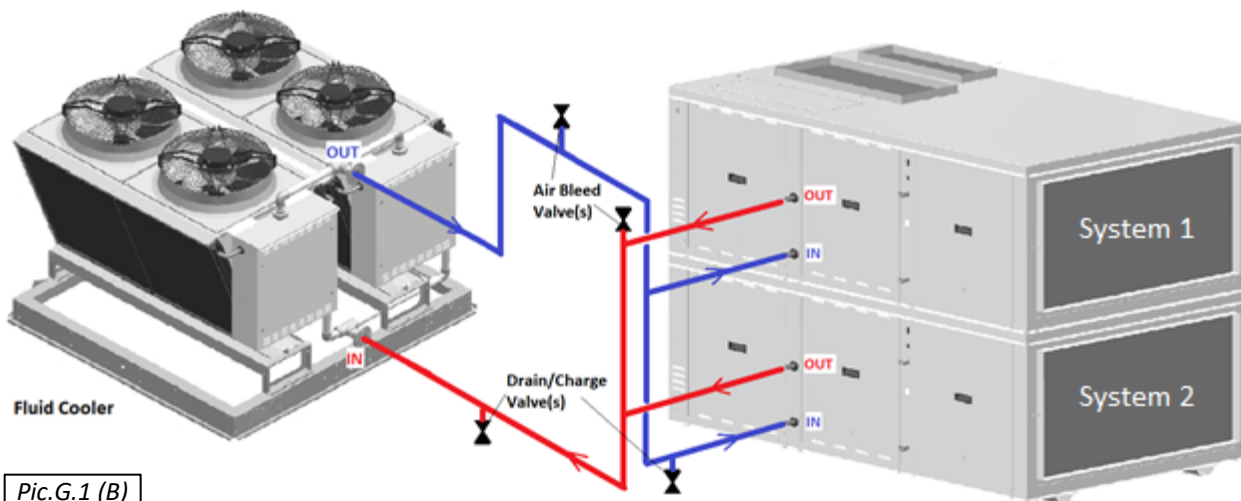 OUT
Air Bleed
Valve(s)
OUT
System 1
IN
IN
Drain/Charge
Valve(s)
OUT
System 2
IN
Fluid Cooler
Pic.G.1 (B)